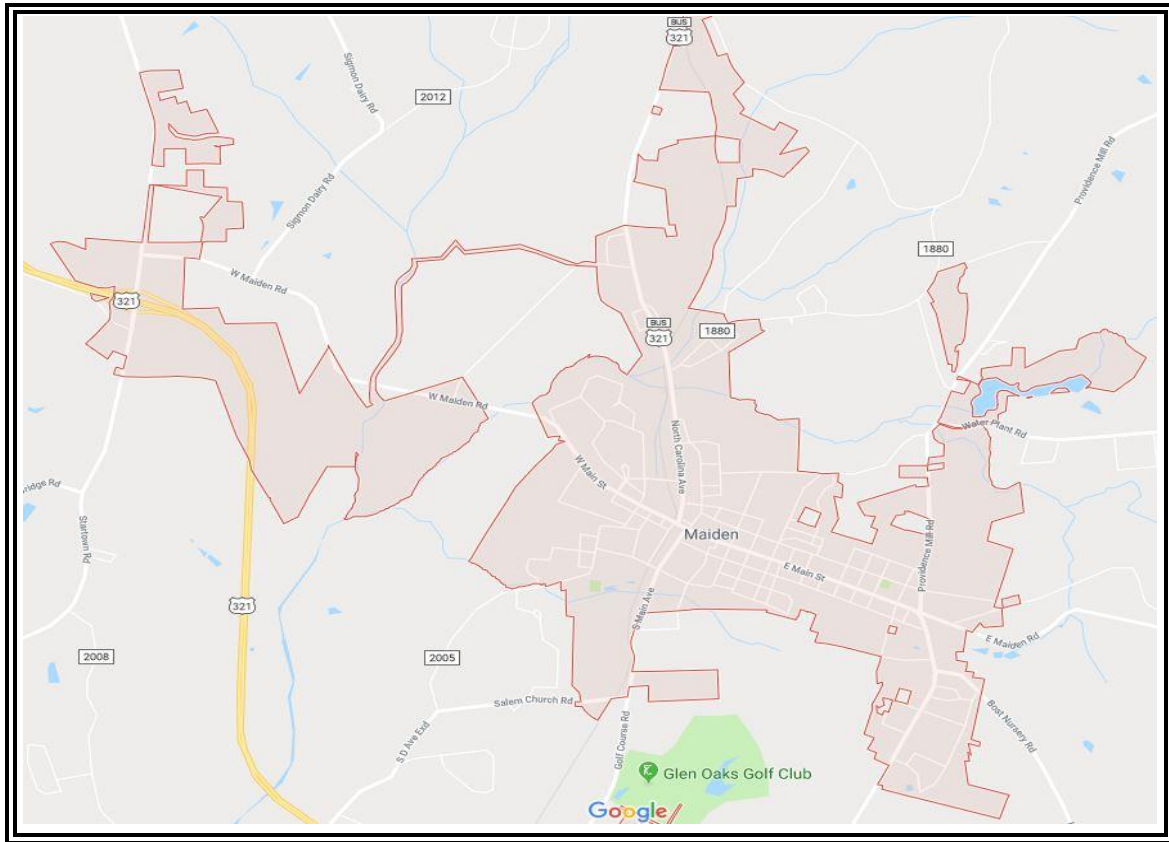 BUS
321
Sigmon Dairy Rd
2012
Providence Mill Rd
Sigmon Dairy Rd
1880
W Maiden Rd
321
BUS
321
1880
W Maiden Rd
North Carolina Ave
Water Plant Rd
W Main St
ridge Rd
Startown Rd
Maiden
Providence Mill Rd
E Main St
321
S Main Ave
E Maiden Rd
2008
2005
Salem Church Rd
Bost Nursery Rd
Golf Course Rd
S D Ave Exd
Glen Oaks Golf Club
Google